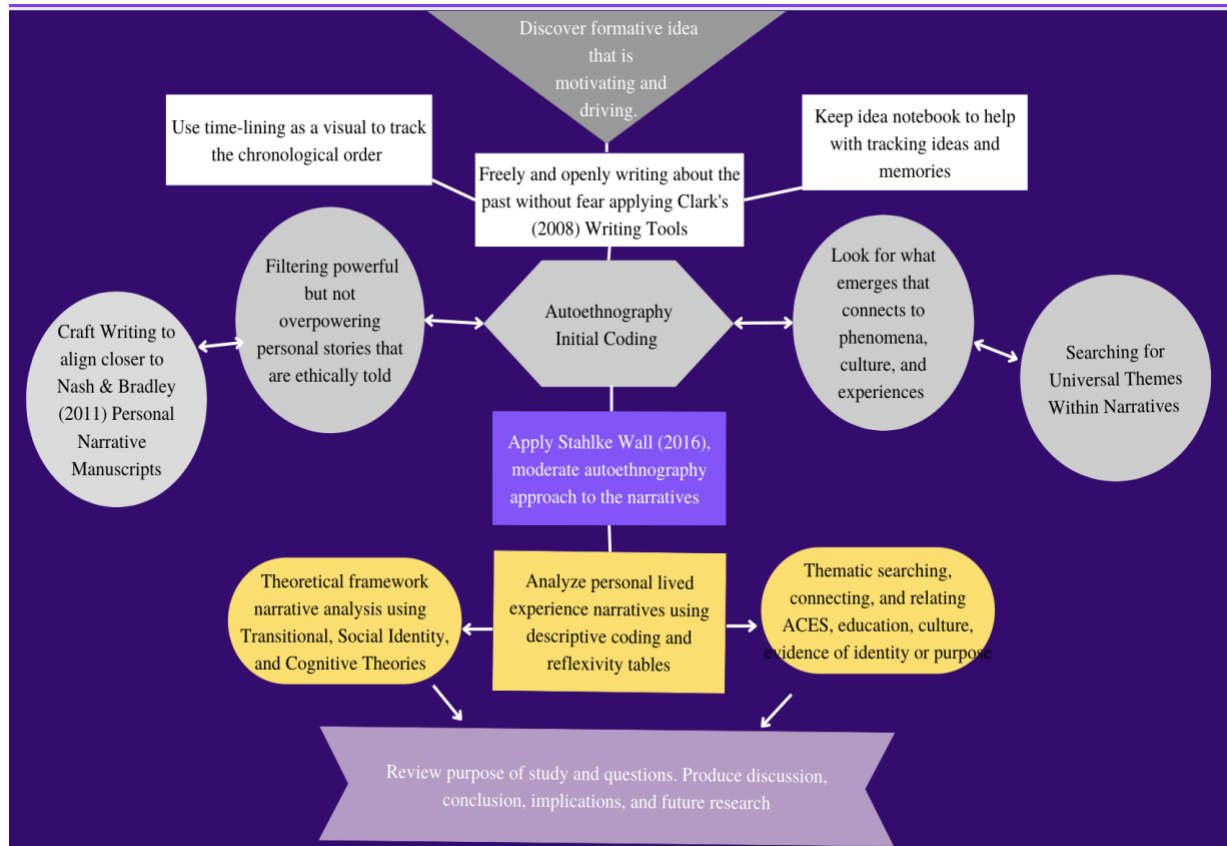 Discover formative idea
that is
motivating and
driving.
Use time-lining as a visual to track
the chronological order
Keep idea notebook to help
with tracking ideas and
memories
Freely and openly writing about the
past without fear applying Clark's
(2008) Writing Tools
Craft Writing to
align closer to
Nash & Bradley
(2011) Personal
Narrative
Manuscripts
Filtering powerful
but not
overpowering
personal stories that
are ethically told
Autoethnography
Initial Coding
Look for what
emerges that
connects to
phenomena,
culture, and
experiences
Searching for
Universal Themes
Within Narratives
Apply Stahlke Wall (2016),
moderate autoethnography
approach to the narratives
Theoretical framework
narrative analysis using
Transitional, Social Identity,
and Cognitive Theories
Analyze personal lived
experience narratives using
descriptive coding and
reflexivity tables
Thematic searching,
connecting, and relating
ACES, education, culture,
evidence of identity or purpose
Review purpose of study and questions. Produce discussion,
conclusion, implications, and future research